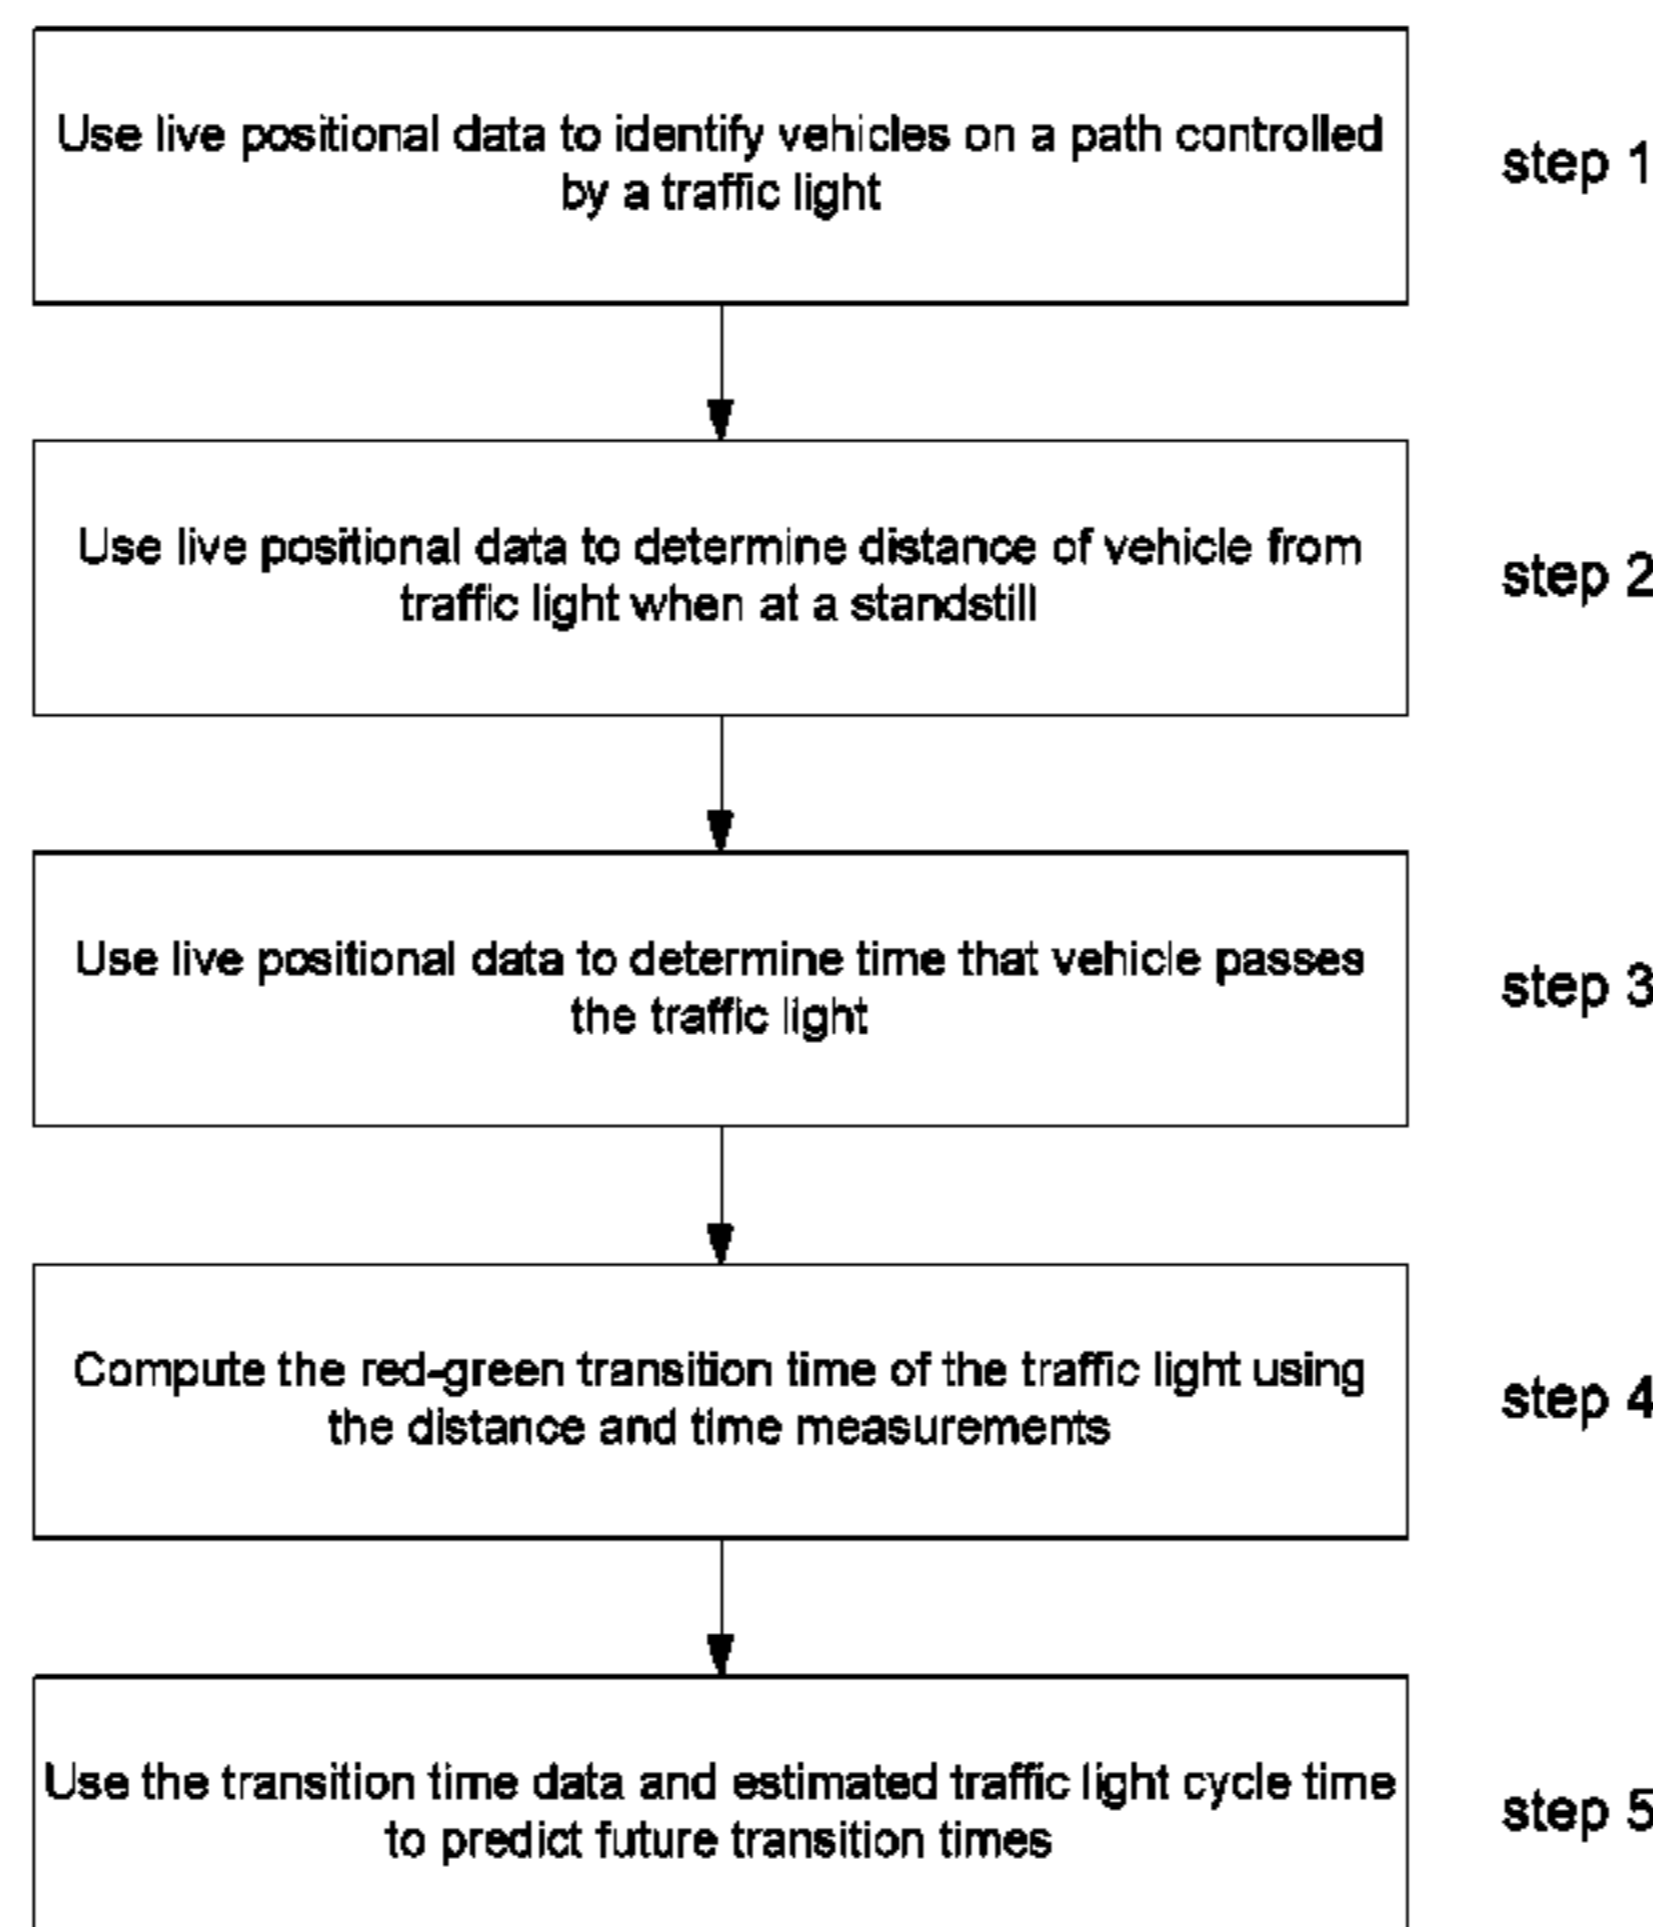 Use live positional data to identify vehicles on a path controlled
by a traffic light
step 1
Use live positional data to determine distance of vehicle from
traffic light when at a standstill
step 2
Use live positional data to determine time that vehicle passes
the traffic light
step 3
Compute the red-green transition time of the traffic light using
the distance and time measurements
step 4
Use the transition time data and estimated traffic light cycle time
to predict future transition times
step 5